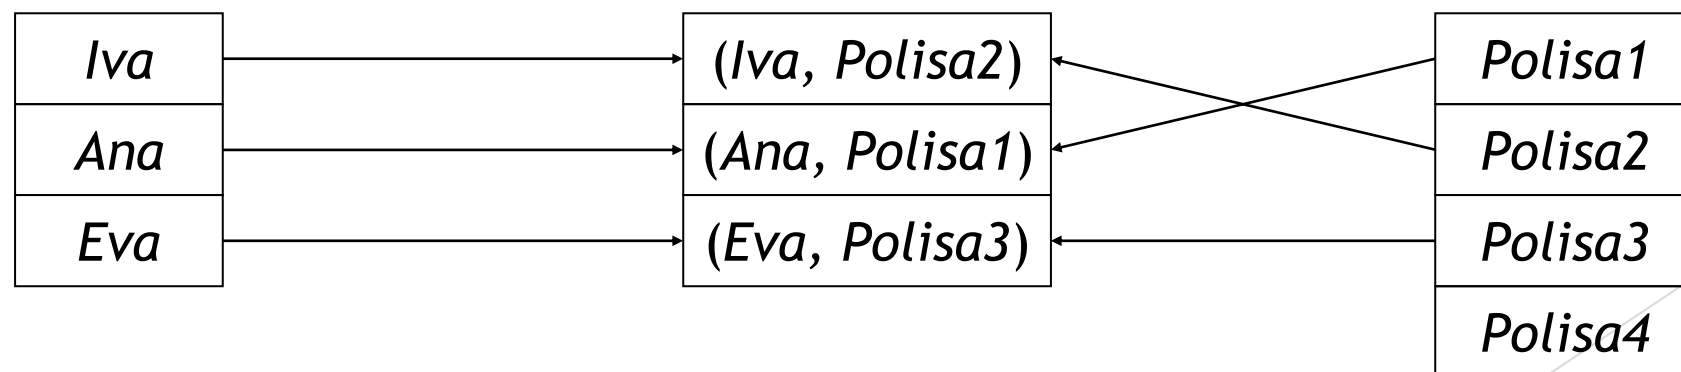 Iva
(Iva, Polisa2)
Polisa1
Ana
(Ana, Polisa1)
Polisa2
Eva
(Eva, Polisa3)
Polisa3
Polisa4